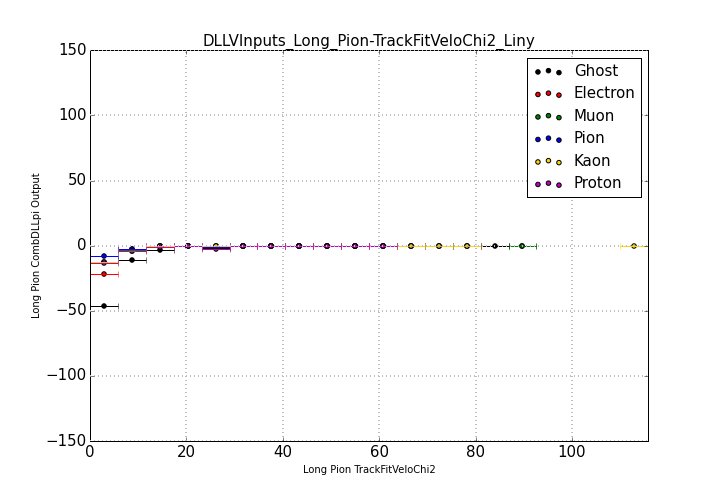 DLLVInputs_Long_Pion-TrackFitVeloChi2_Liny
150
100
50
0
−50
−100
−150
Long Pion CombDLLpi Output
Ghost
Electron
Muon
Pion
Kaon
Proton
0 20 40 60 80 100
Long Pion TrackFitVeloChi2